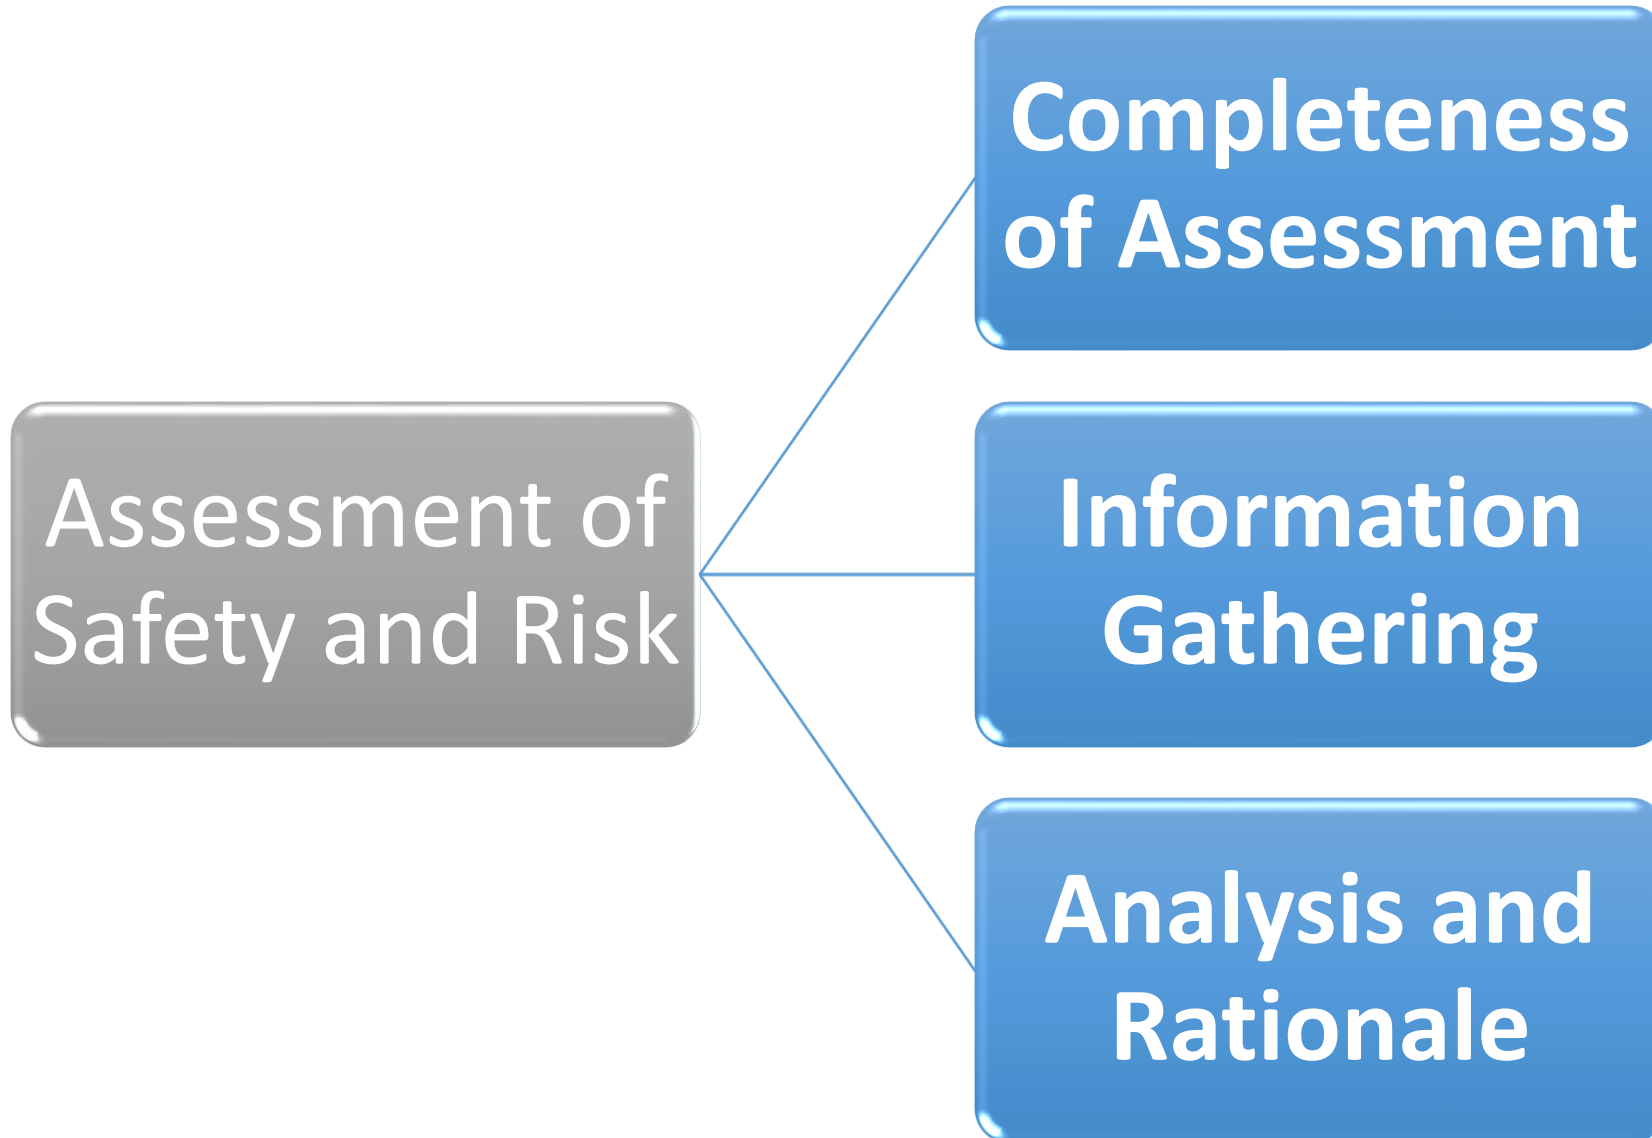 Assessment of
Safety and Risk
Completeness
of Assessment
Information
Gathering
Analysis and
Rationale